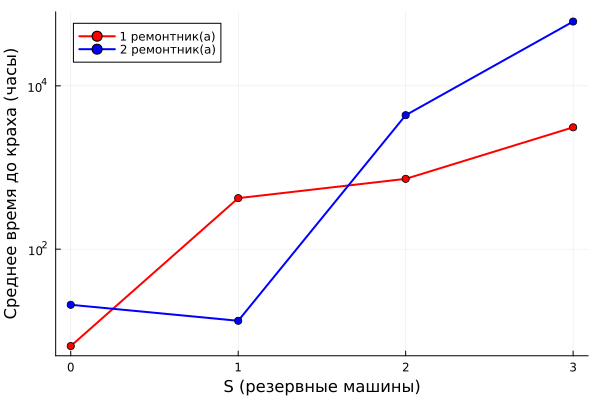 1 ремонтник(а)
2 ремонтник(а)
Среднее время до краха (часы)
10^4
10^2
0 1 2 3
S (резервные машины)